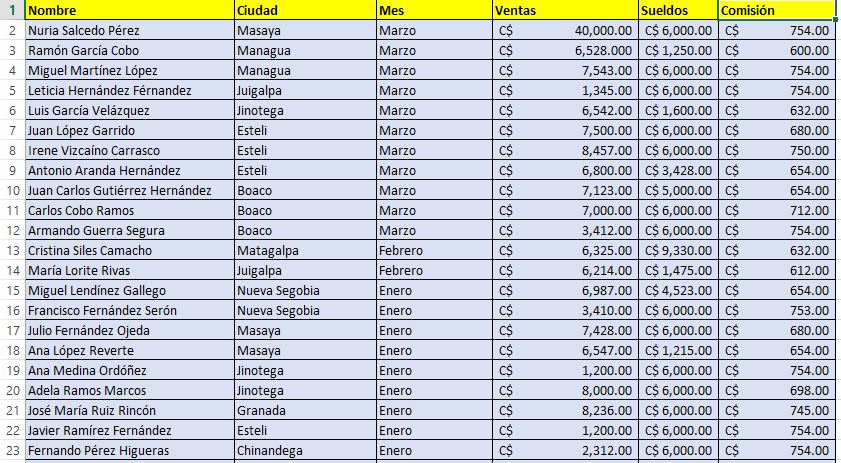 1 Nombre Ciudad Mes Ventas Sueldos Comisión
2 Nuria Salcedo Pérez Masaya Marzo C$ 40,000.00 C$ 6,000.00 C$ 754.00
3 Ramón García Cobo Managua Marzo C$ 6,528.000 C$ 1,250.00 C$ 600.00
4 Miguel Martínez López Managua Marzo C$ 7,543.00 C$ 6,000.00 C$ 754.00
5 Leticia Hernández Férnandez Juigalpa Marzo C$ 1,345.00 C$ 6,000.00 C$ 754.00
6 Luis García Velázquez Jinotega Marzo C$ 6,542.00 C$ 1,600.00 C$ 632.00
7 Juan López Garrido Esteli Marzo C$ 7,500.00 C$ 6,000.00 C$ 680.00
8 Irene Vizcaíno Carrasco Esteli Marzo C$ 8,457.00 C$ 6,000.00 C$ 750.00
9 Antonio Aranda Hernández Esteli Marzo C$ 6,800.00 C$ 3,428.00 C$ 654.00
10 Juan Carlos Gutiérrez Hernández Boaco Marzo C$ 7,123.00 C$ 5,000.00 C$ 654.00
11 Carlos Cobo Ramos Boaco Marzo C$ 7,000.00 C$ 6,000.00 C$ 712.00
12 Armando Guerra Segura Boaco Marzo C$ 3,412.00 C$ 6,000.00 C$ 754.00
13 Cristina Siles Camacho Matagalpa Febrero C$ 6,325.00 C$ 9,330.00 C$ 632.00
14 María Lorite Rivas Juigalpa Febrero C$ 6,214.00 C$ 1,475.00 C$ 612.00
15 Miguel Lendínez Gallego Nueva Segobia Enero C$ 6,987.00 C$ 4,523.00 C$ 654.00
16 Francisco Fernández Serón Nueva Segobia Enero C$ 3,410.00 C$ 6,000.00 C$ 753.00
17 Julio Fernández Ojeda Masaya Enero C$ 7,428.00 C$ 6,000.00 C$ 680.00
18 Ana López Reverte Masaya Enero C$ 6,547.00 C$ 1,215.00 C$ 654.00
19 Ana Medina Ordóñez Jinotega Enero C$ 1,200.00 C$ 6,000.00 C$ 754.00
20 Adela Ramos Marcos Jinotega Enero C$ 8,000.00 C$ 6,000.00 C$ 698.00
21 José María Ruiz Rincón Granada Enero C$ 8,236.00 C$ 6,000.00 C$ 745.00
22 Javier Ramírez Fernández Esteli Enero C$ 1,200.00 C$ 6,000.00 C$ 754.00
23 Fernando Pérez Higueras Chinandega Enero C$ 2,312.00 C$ 6,000.00 C$ 754.00